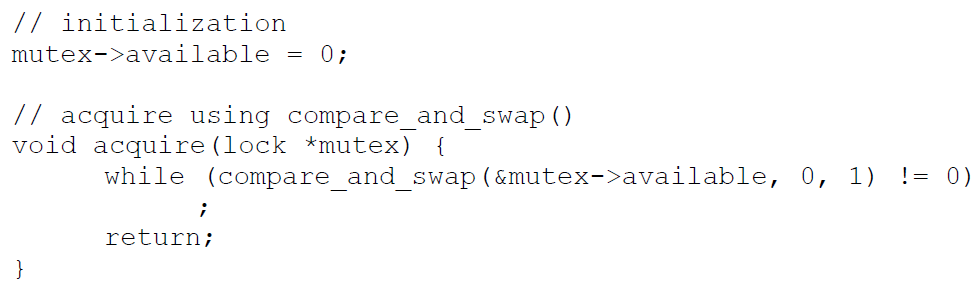 // initialization
mutex->available = 0;

// acquire using compare_and_swap()
void acquire(lock *mutex) {
     while (compare_and_swap(&mutex->available, 0, 1) != 0)
          ;
     return;
}